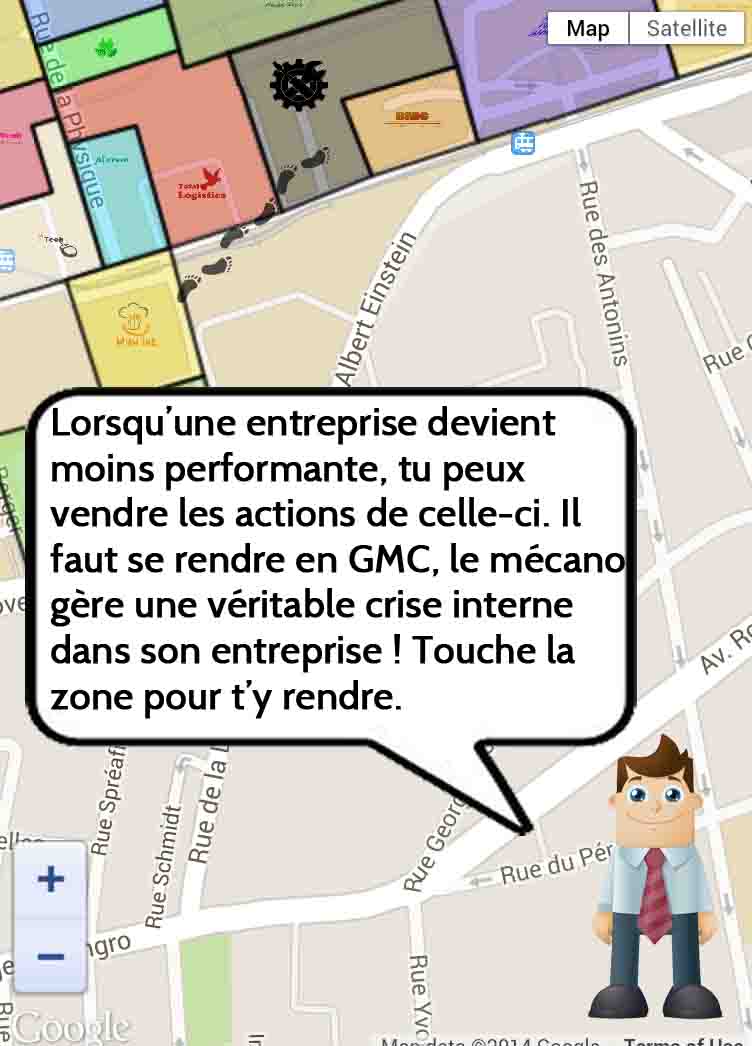 Map
Satellite
Rue de la Physique
Total
Logistics
Albert Einstein
Rue des Antonins
Rue
Lorsqu'une entreprise devient
moins performante, tu peux
vendre les actions de celle-ci. Il
faut se rendre en GMC, le mécano
gère une véritable crise interne
dans son entreprise ! Touche la
zone pour t'y rendre.
Av. Ro
Rue Spréafi
Rue Schmidt
Rue de la
Rue Georg
Rue du Pér
Rue Yvo
ngro
+
−
Google
Map data ©2014 Google
Terms of Use